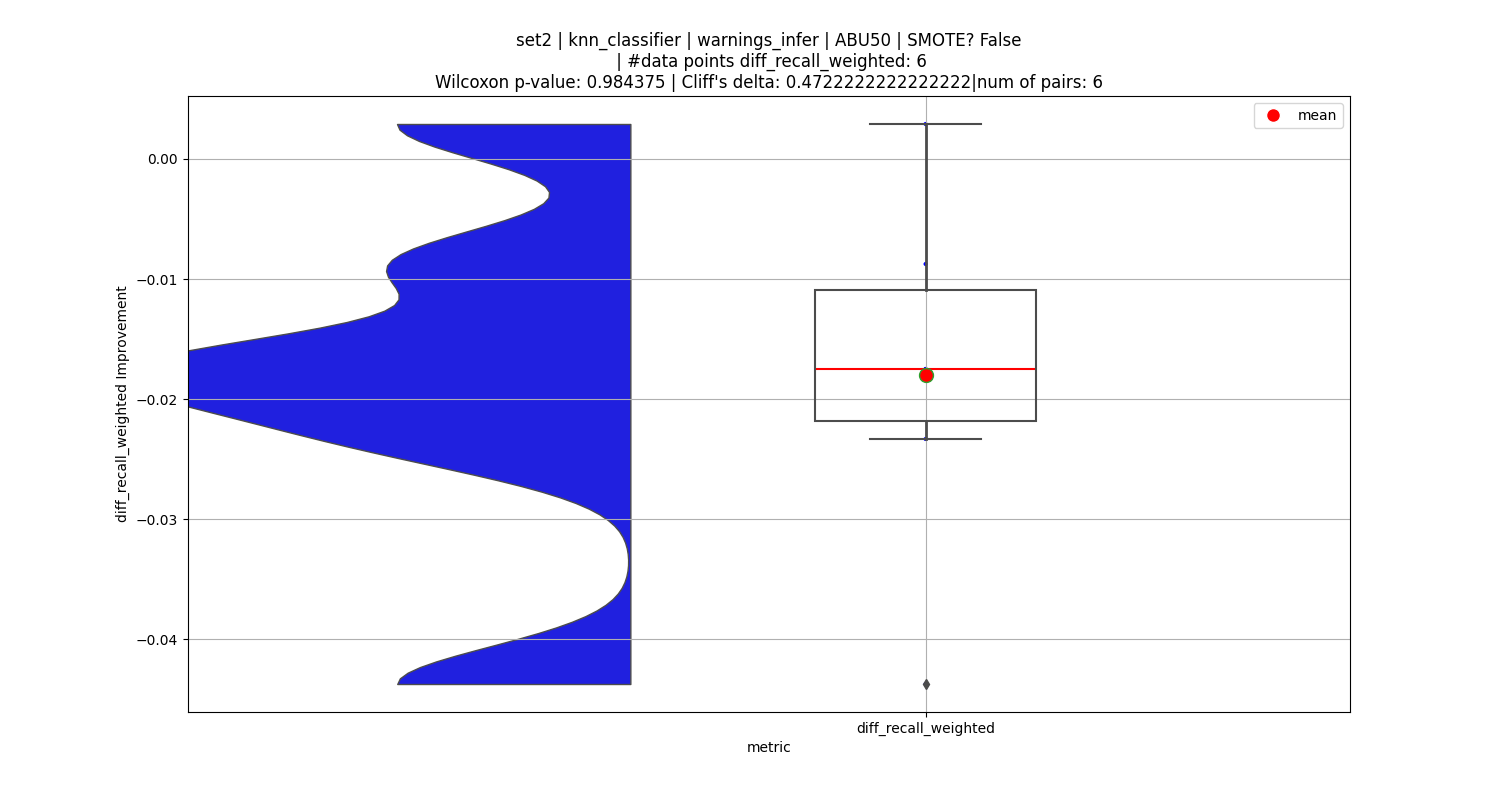 set2 | knn_classifier | warnings_infer | ABU50 | SMOTE? False
| #data points diff_recall_weighted: 6
Wilcoxon p-value: 0.984375 | Cliff's delta: 0.4722222222222222|num of pairs: 6
mean
0.00
−0.01
−0.02
−0.03
−0.04
diff_recall_weighted Improvement
diff_recall_weighted
metric